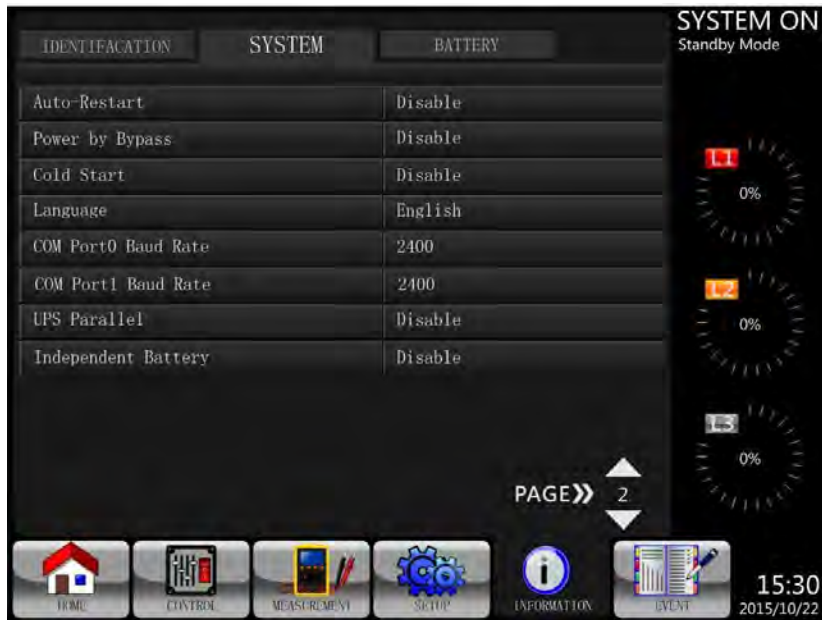 SYSTEM ON
Standby Mode
IDENTIFACATION SYSTEM BATTERY
Auto-Restart Disable
Power by Bypass Disable
Cold Start Disable
Language English
COM Port0 Baud Rate 2400
COM Port1 Baud Rate 2400
UPS Parallel Disable
Independent Battery Disable
L1
0%
L2
0%
L3
0%
PAGE» 2
HOME CONTROL MEASUREMENT SETUP INFORMATION EVENT
15:30
2015/10/22